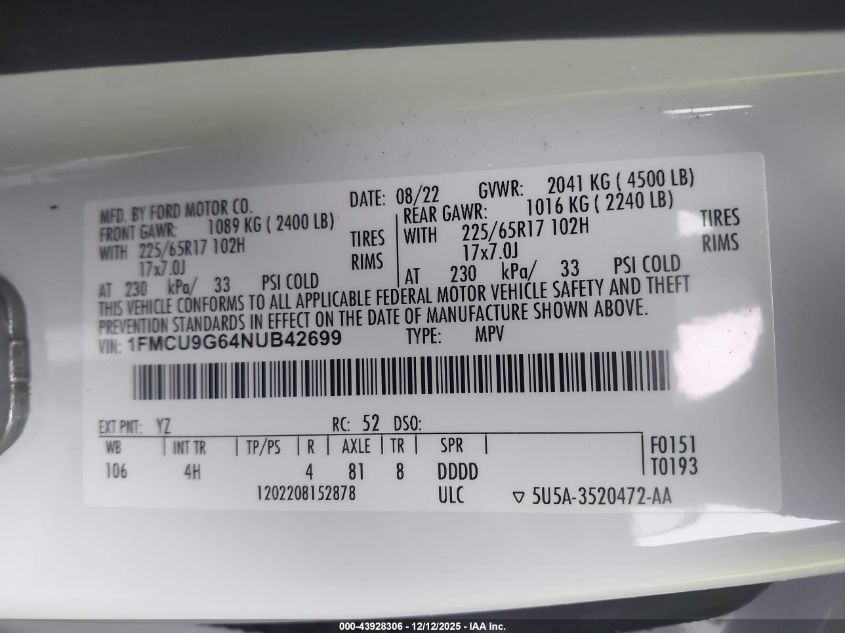 MFD. BY FORD MOTOR CO. DATE: 08/22 GVWR: 2041 KG ( 4500 LB)
FRONT GAWR: 1089 KG ( 2400 LB) REAR GAWR: 1016 KG ( 2240 LB)
WITH 225/65R17 102H TIRES WITH 225/65R17 102H TIRES
17x7.0J RIMS 17x7.0J RIMS
AT 230 kPa/ 33 PSI COLD AT 230 kPa/ 33 PSI COLD
THIS VEHICLE CONFORMS TO ALL APPLICABLE FEDERAL MOTOR VEHICLE SAFETY AND THEFT
PREVENTION STANDARDS IN EFFECT ON THE DATE OF MANUFACTURE SHOWN ABOVE.
VIN: 1FMCU9G64NUB42699 TYPE: MPV
EXT PNT: YZ RC: 52 DSO:
WB INT TR TP/PS R AXLE TR SPR F0151
106 4H 4 81 8 DDDD T0193
1202208152878 ULC ▽ 5U5A-3520472-AA
000-43928306 - 12/12/2025 - IAA Inc.